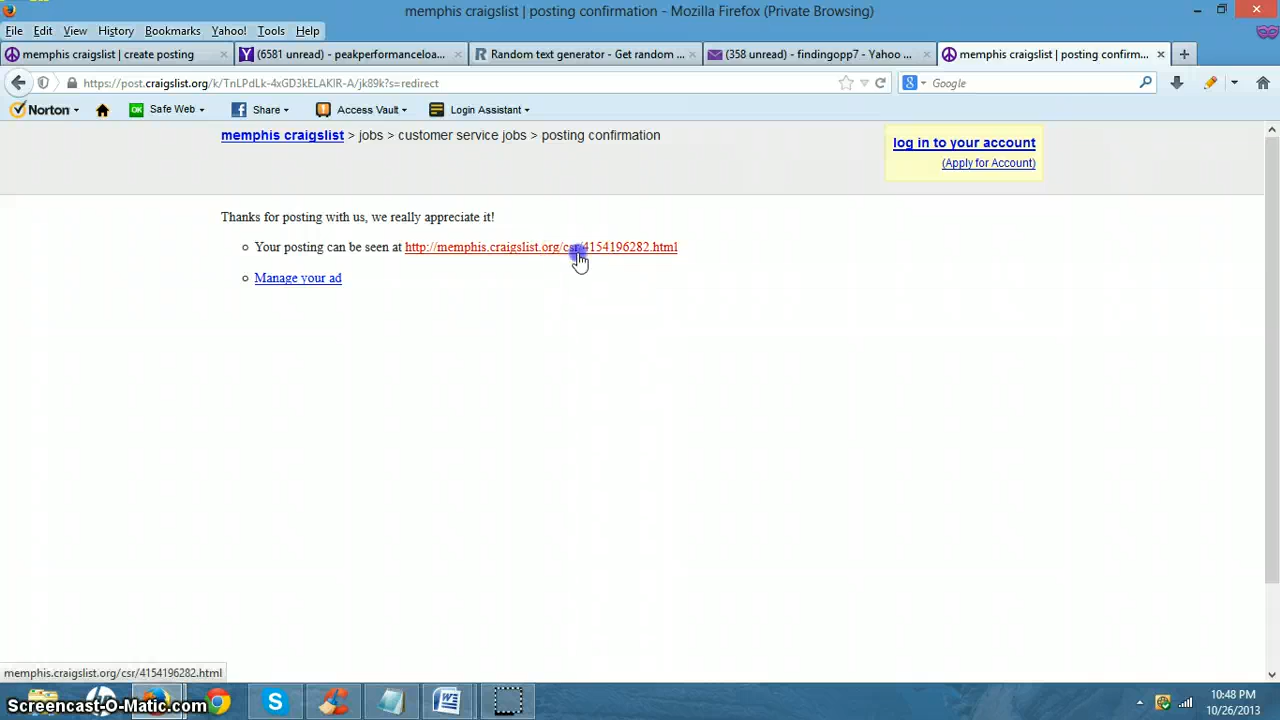 memphis craigslist | posting confirmation - Mozilla Firefox (Private Browsing)
File Edit View History Bookmarks Yahoo! Tools Help
memphis craigslist | create posting
(6581 unread) - peakperformanceloa...
Random text generator - Get random ...
(358 unread) - findingopp7 - Yahoo ...
memphis craigslist | posting confirm...
https://post.craigslist.org/k/TnLPdLk-4xGD3kELAKlR-A/jk89k?s=redirect
Google
Norton
Safe Web
Share
Access Vault
Login Assistant
memphis craigslist > jobs > customer service jobs > posting confirmation
log in to your account
(Apply for Account)
Thanks for posting with us, we really appreciate it!
Your posting can be seen at http://memphis.craigslist.org/csr/4154196282.html
Manage your ad
memphis.craigslist.org/csr/4154196282.html
Screencast-O-Matic.com
10:48 PM
10/26/2013